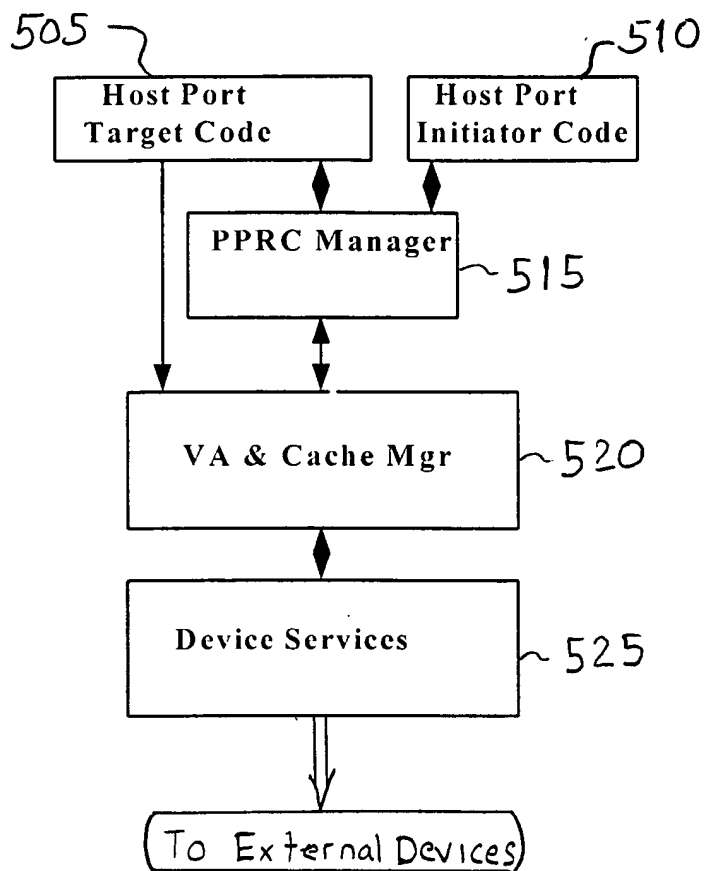 505
510
Host Port
Target Code
Host Port
Initiator Code
PPRC Manager
515
VA & Cache Mgr
520
Device Services
525
To External Devices